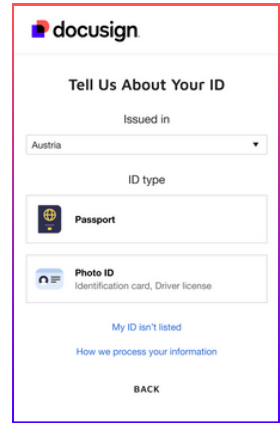 docusign
Tell Us About Your ID
Issued in
Austria
ID type
Passport
Photo ID
Identification card, Driver license
My ID isn't listed
How we process your information
BACK